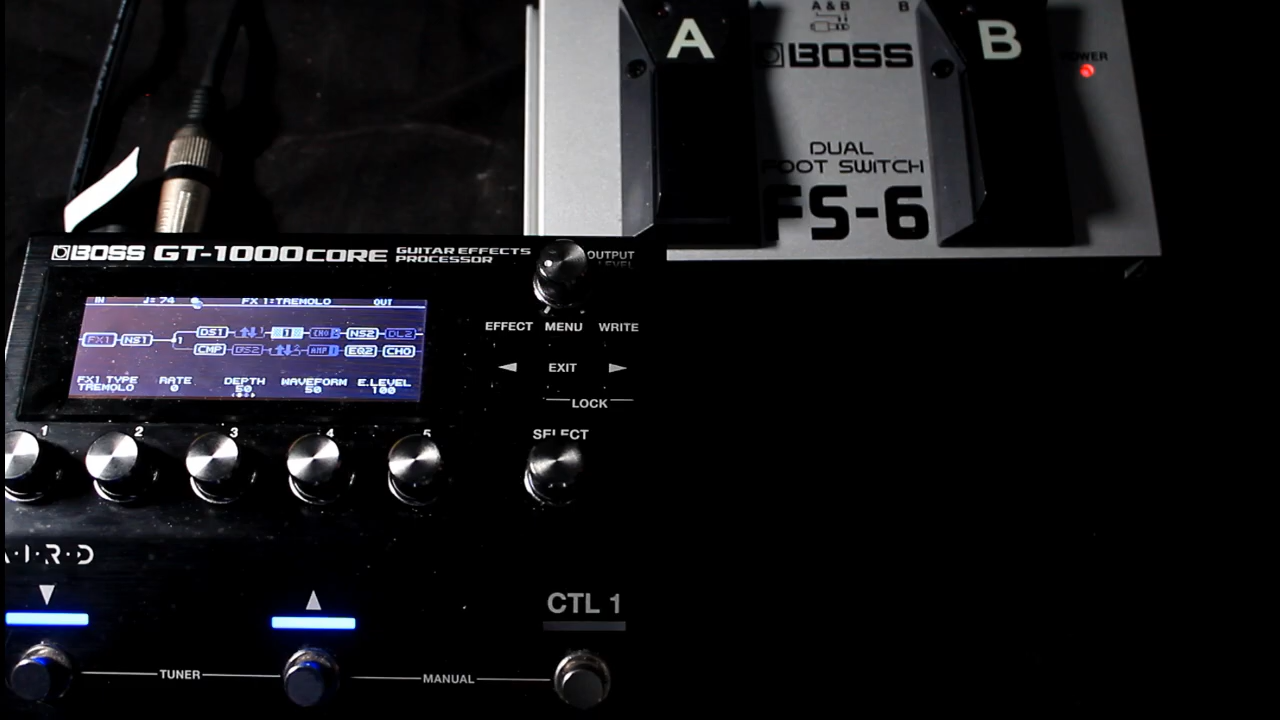 A
A & B
B
BOSS
B
POWER
DUAL
FOOT SWITCH
FS-6
BOSS GT-1000CORE GUITAR EFFECTS PROCESSOR
OUTPUT
LEVEL
IN ♩= 74 FX 1:TREMOLO OUT
EFFECT MENU WRITE
DS1 1 NS2 DL2
FX1 NS1 1
CMP DS2 AMP EQ2 CHO
EXIT
FX1 TYPE RATE DEPTH WAVEFORM E.LEVEL
TREMOLO 0 50 50 100
LOCK
1 2 3 4 5
SELECT
A·I·R·D
▼ ▲
CTL 1
TUNER MANUAL